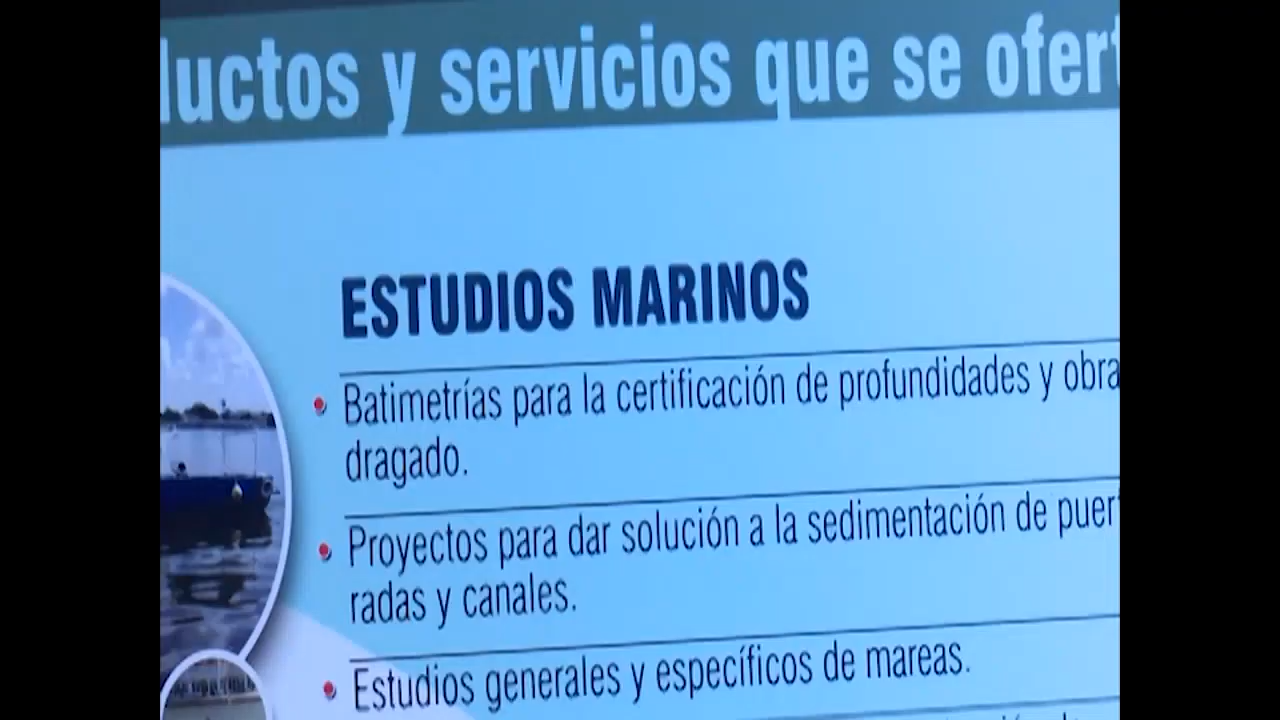 ductos y servicios que se ofert
ESTUDIOS MARINOS
• Batimetrías para la certificación de profundidades y obra
dragado.
• Proyectos para dar solución a la sedimentación de puer
radas y canales.
• Estudios generales y específicos de mareas.